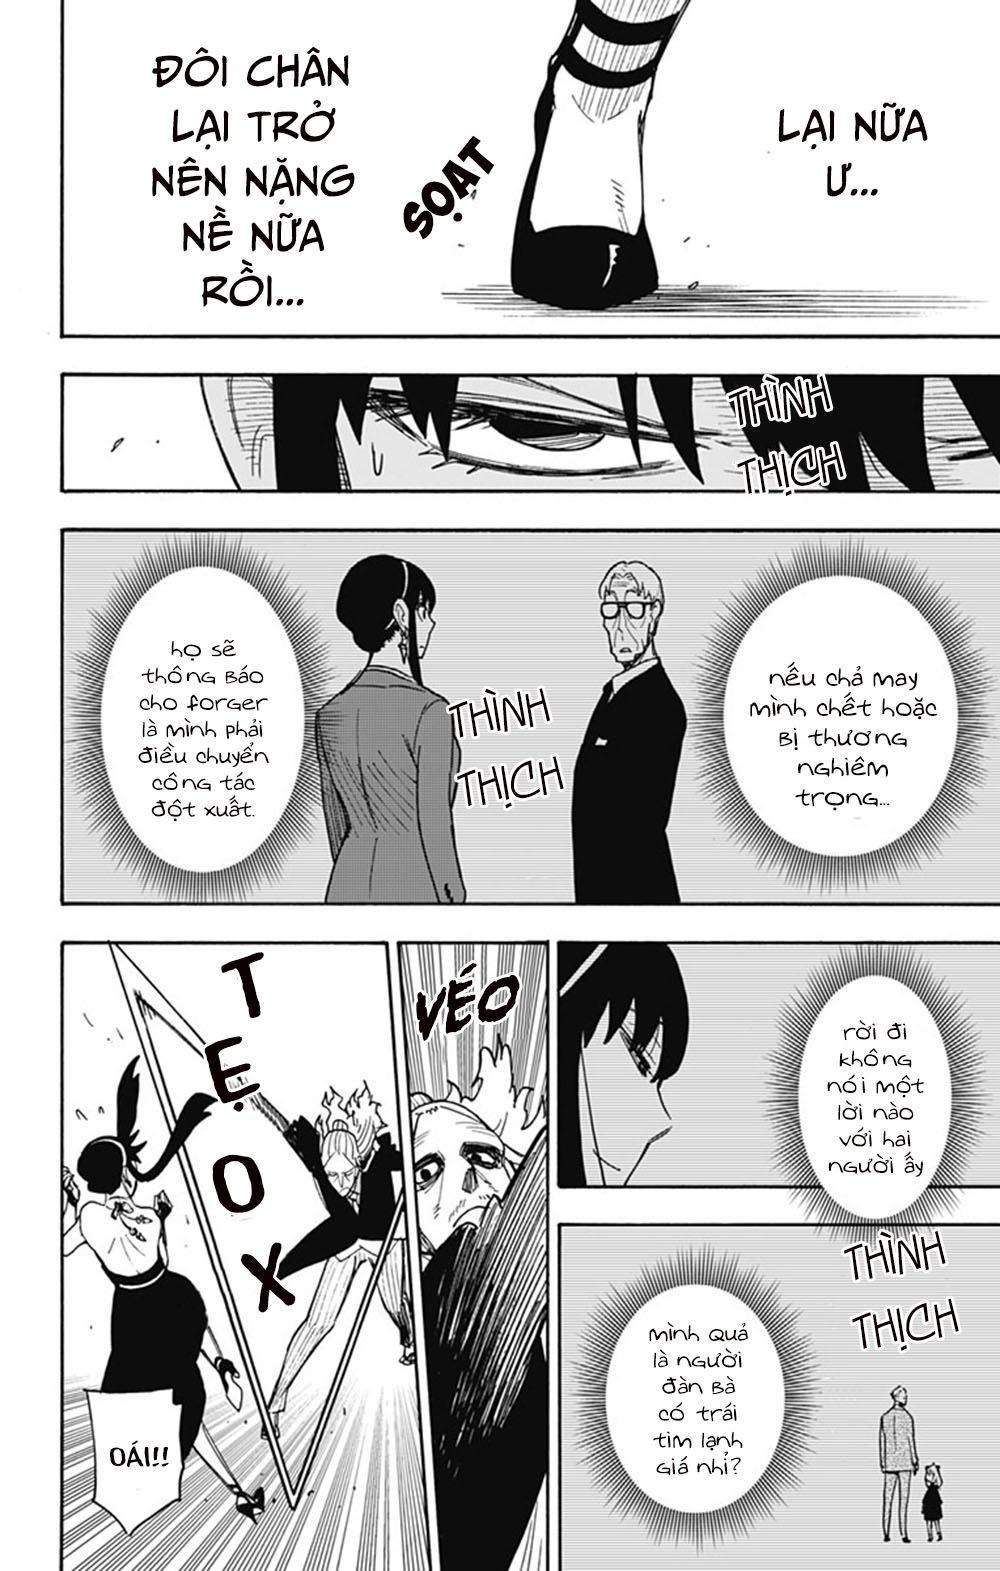 LẠI NỮA
Ư...
ĐÔI CHÂN
LẠI TRỞ
NÊN NẶNG
NỀ NỮA
RỒI...
SOẠT
THÌNH
THỊCH
NẾU CHẢ MAY
MÌNH CHẾT HOẶC
BỊ THƯƠNG
NGHIÊM
TRỌNG...
THÌNH
THỊCH
HỌ SẼ
THÔNG BÁO
CHO FORGER
LÀ MÌNH PHẢI
ĐIỀU CHUYỂN
CÔNG TÁC
ĐỘT XUẤT.
RỜI ĐI
KHÔNG
NÓI MỘT
LỜI NÀO
VỚI HAI
NGƯỜI ẤY
THÌNH
THỊCH
MÌNH QUẢ
LÀ NGƯỜI
ĐÀN BÀ
CÓ TRÁI
TIM LẠNH
GIÁ NHỈ?
VÉO
TẸOX
OÁI!!